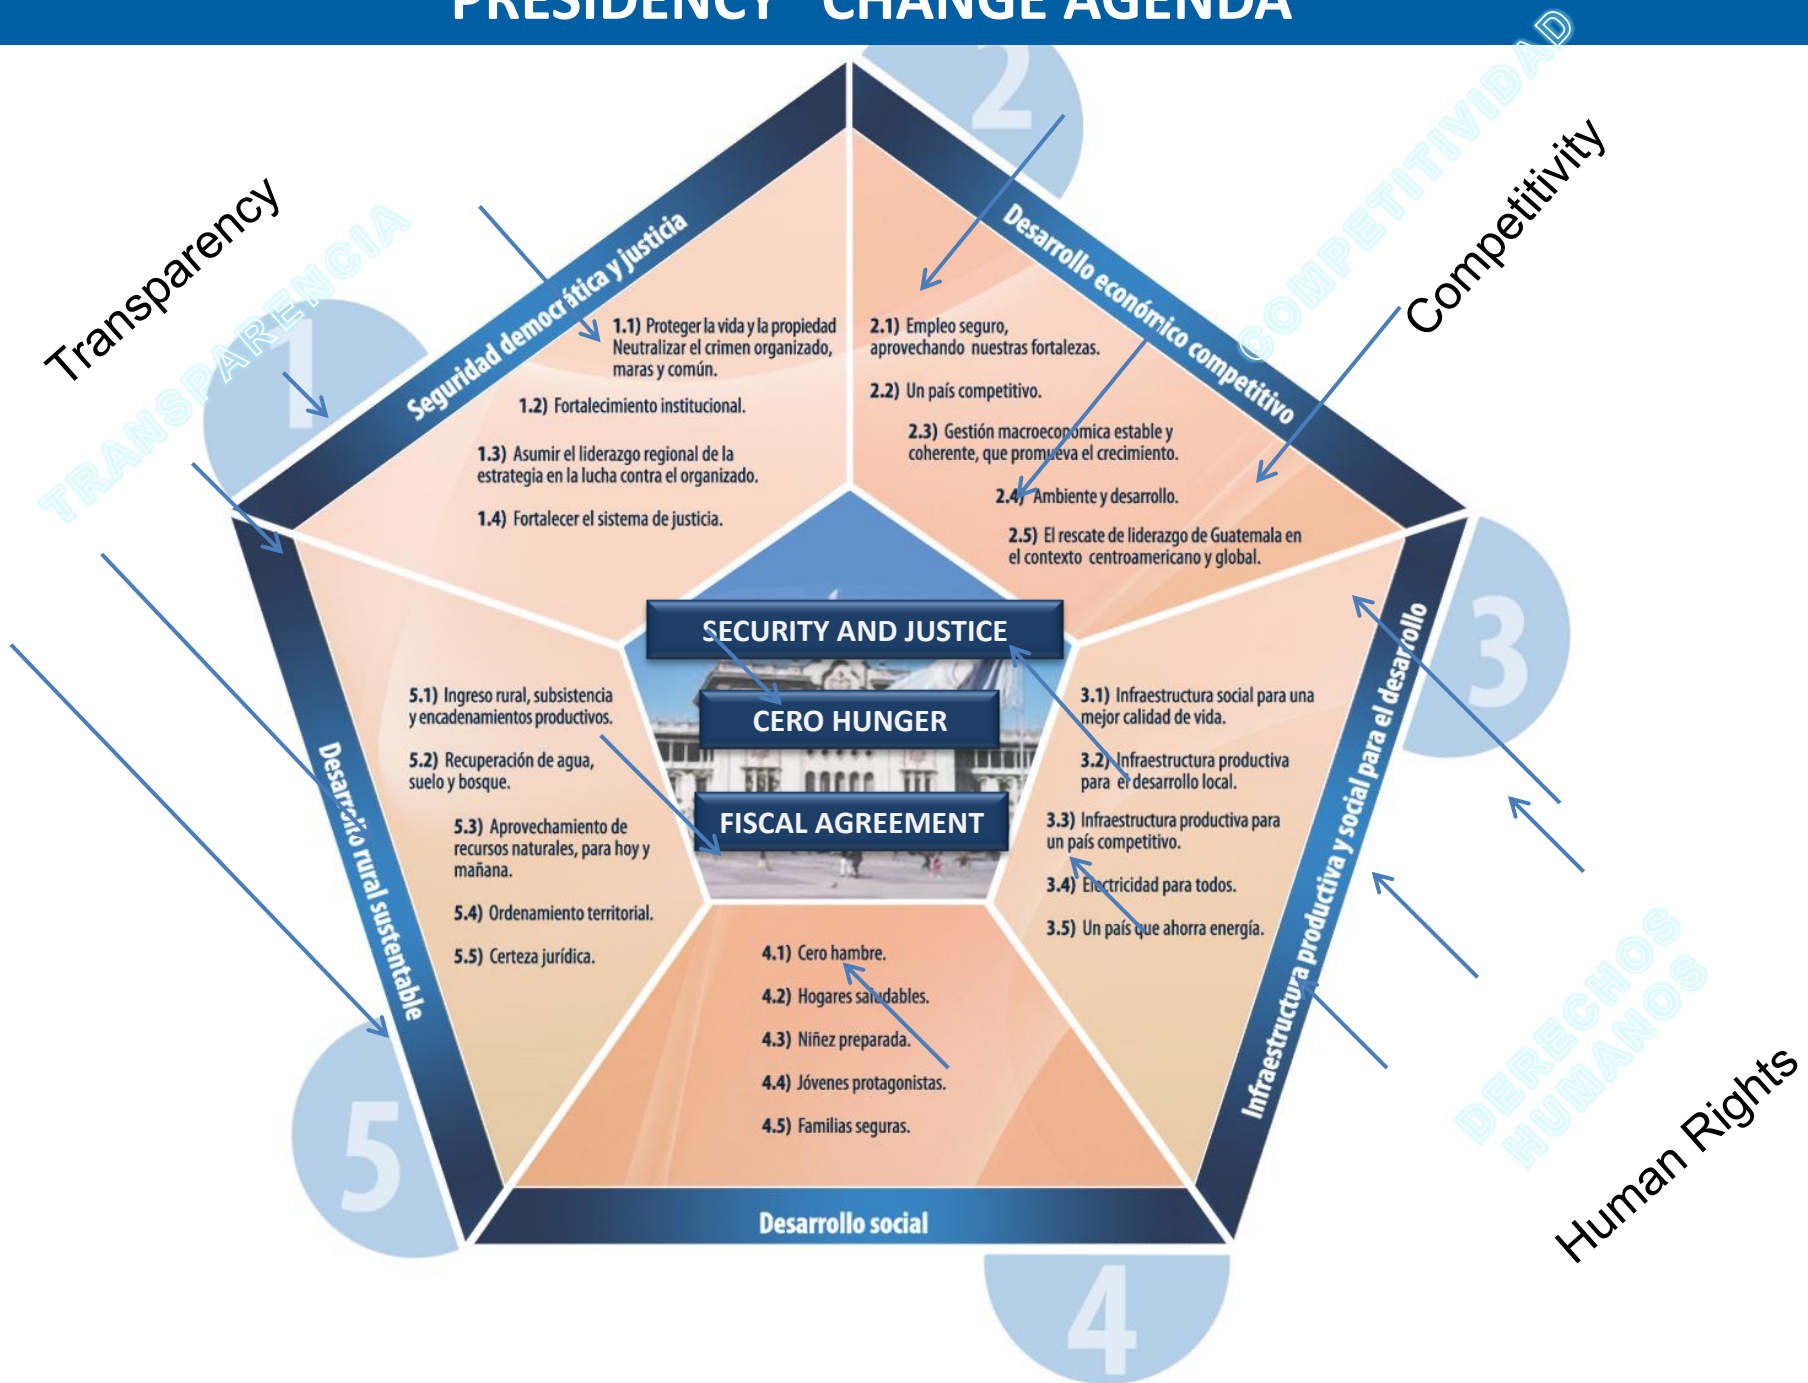 PRESIDENCY "CHANGE AGENDA"
2
COMPETITIVIDAD
Competitivity
Transparency
TRANSPARENCIA
1
Seguridad democrática y justicia
1.1) Proteger la vida y la propiedad
Neutralizar el crimen organizado,
maras y común.
1.2) Fortalecimiento institucional.
1.3) Asumir el liderazgo regional de la
estrategia en la lucha contra el organizado.
1.4) Fortalecer el sistema de justicia.
Desarrollo económico competitivo
2.1) Empleo seguro,
aprovechando nuestras fortalezas.
2.2) Un país competitivo.
2.3) Gestión macroeconómica estable y
coherente, que promueva el crecimiento.
2.4) Ambiente y desarrollo.
2.5) El rescate de liderazgo de Guatemala en
el contexto centroamericano y global.
SECURITY AND JUSTICE
CERO HUNGER
FISCAL AGREEMENT
3
Infraestructura productiva y social para el desarrollo
3.1) Infraestructura social para una
mejor calidad de vida.
3.2) Infraestructura productiva
para el desarrollo local.
3.3) Infraestructura productiva para
un país competitivo.
3.4) Electricidad para todos.
3.5) Un país que ahorra energía.
DERECHOS
HUMANOS
Human Rights
5.1) Ingreso rural, subsistencia
y encadenamientos productivos.
5.2) Recuperación de agua,
suelo y bosque.
5.3) Aprovechamiento de
recursos naturales, para hoy y
mañana.
5.4) Ordenamiento territorial.
5.5) Certeza jurídica.
Desarrollo rural sustentable
5
4.1) Cero hambre.
4.2) Hogares saludables.
4.3) Niñez preparada.
4.4) Jóvenes protagonistas.
4.5) Familias seguras.
Desarrollo social
4